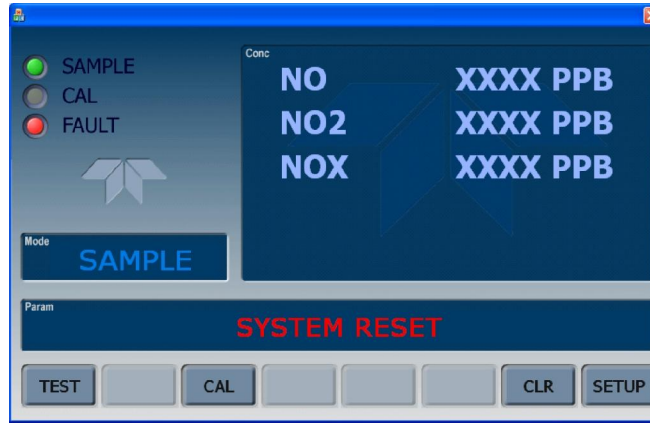 SAMPLE
CAL
FAULT
Conc
NO XXXX PPB
NO2 XXXX PPB
NOX XXXX PPB
Mode
SAMPLE
Param
SYSTEM RESET
TEST CAL CLR SETUP